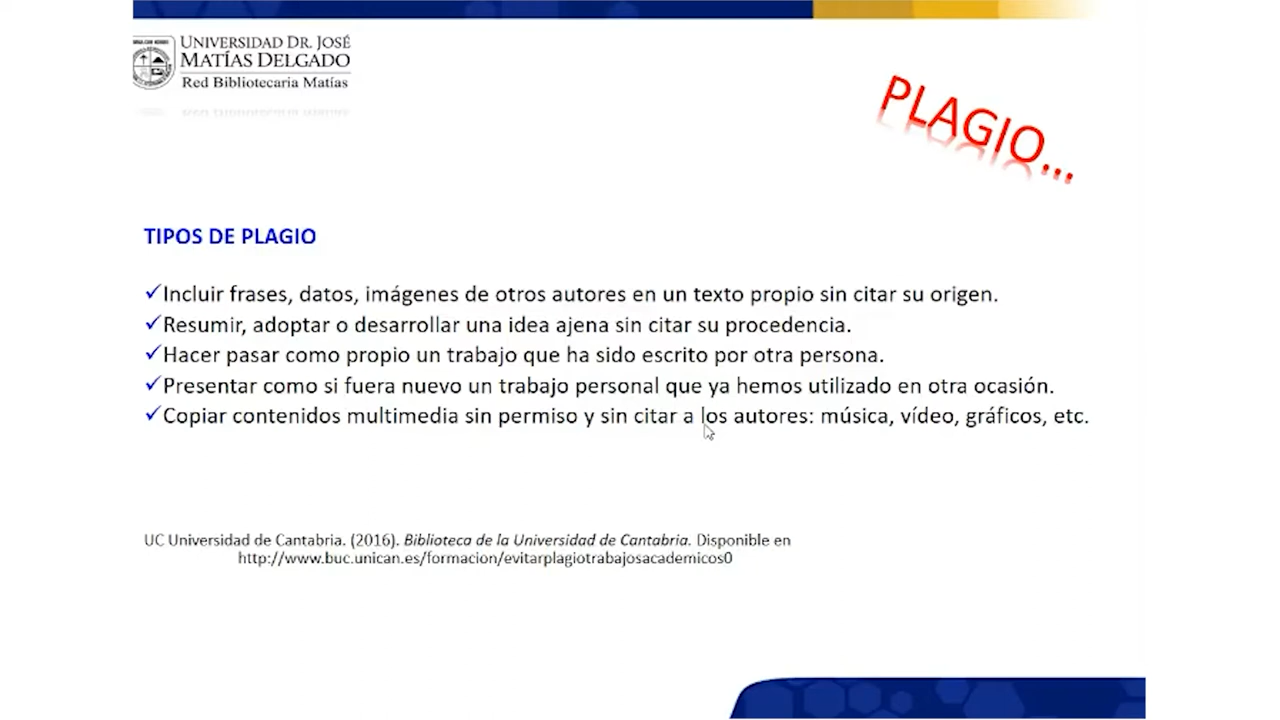 UNIVERSIDAD DR. JOSÉ
MATÍAS DELGADO
Red Bibliotecaria Matías
PLAGIO...
TIPOS DE PLAGIO
✓Incluir frases, datos, imágenes de otros autores en un texto propio sin citar su origen.
✓Resumir, adoptar o desarrollar una idea ajena sin citar su procedencia.
✓Hacer pasar como propio un trabajo que ha sido escrito por otra persona.
✓Presentar como si fuera nuevo un trabajo personal que ya hemos utilizado en otra ocasión.
✓Copiar contenidos multimedia sin permiso y sin citar a los autores: música, vídeo, gráficos, etc.
UC Universidad de Cantabria. (2016). Biblioteca de la Universidad de Cantabria. Disponible en
http://www.buc.unican.es/formacion/evitarplagiotrabajosacademicos0